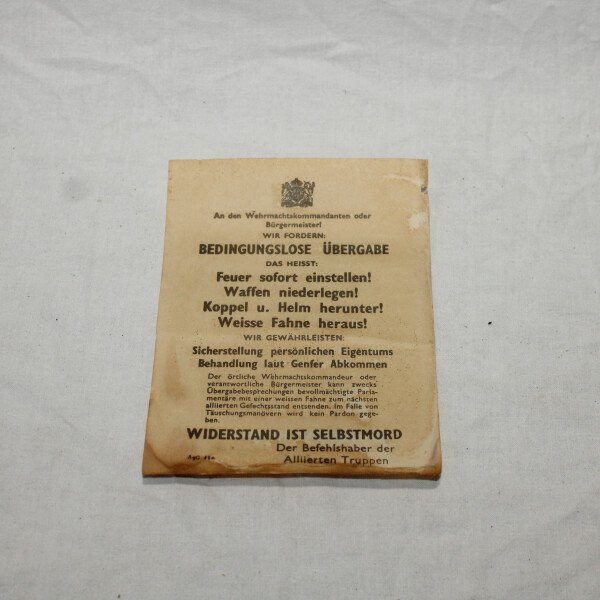 An den Wehrmachtskommandanten oder
Bürgermeister!
WIR FORDERN:
BEDINGUNGSLOSE ÜBERGABE
DAS HEISST:
Feuer sofort einstellen!
Waffen niederlegen!
Koppel u. Helm herunter!
Weisse Fahne heraus!
WIR GEWÄHRLEISTEN:
Sicherstellung persönlichen Eigentums
Behandlung laut Genfer Abkommen
Der örtliche Wehrmachtskommandeur oder
verantwortliche Bürgermeister kann zwecks
Übergabebesprechungen bevollmächtigte Parla-
mentäre mit einer weissen Fahne zum nächsten
alliierten Gefechtsstand entsenden. Im Falle von
Täuschungsmanövern wird kein Pardon gege-
ben.
WIDERSTAND IST SELBSTMORD
Der Befehlshaber der
Alliierten Truppen